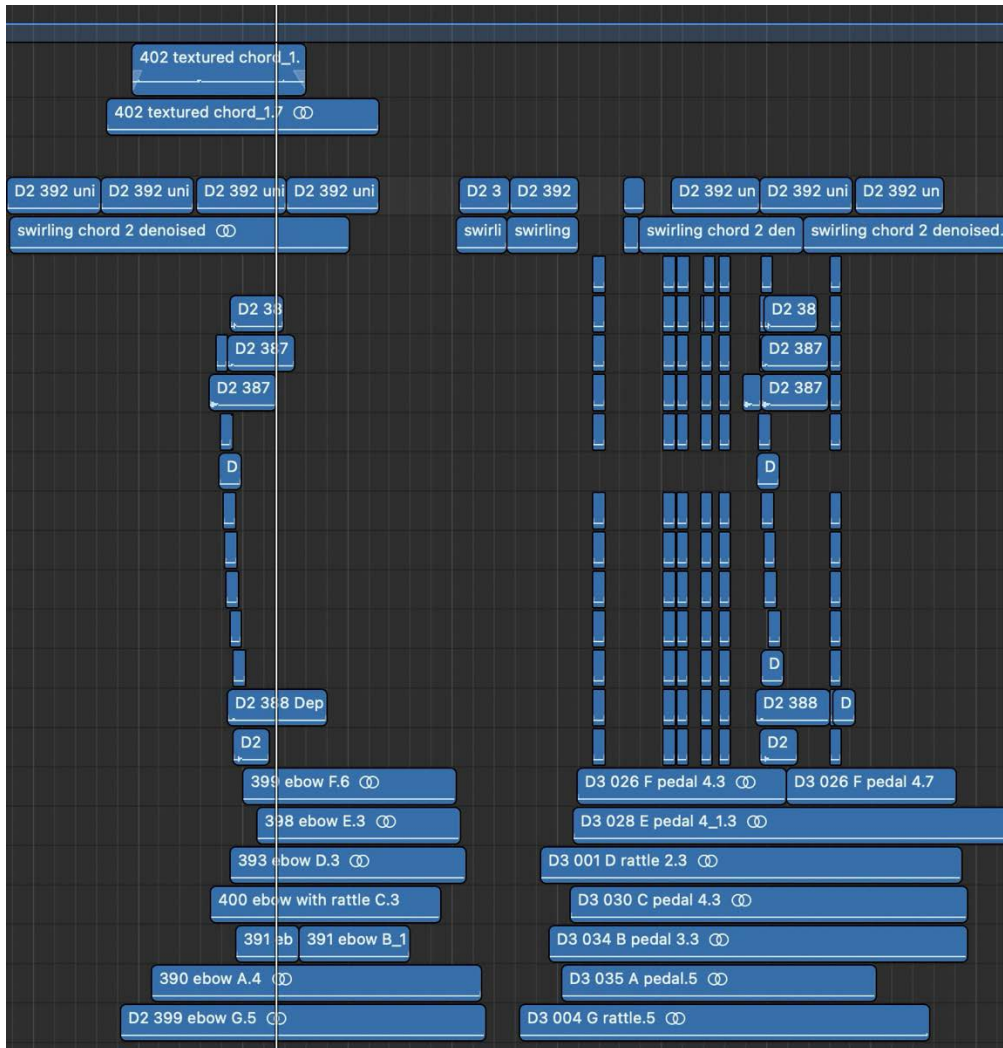 402 textured chord_1.
402 textured chord_1.7
D2 392 uni D2 392 uni D2 392 uni D2 392 uni D2 3 D2 392 D2 392 un D2 392 uni D2 392 un
swirling chord 2 denoised swirli swirling swirling chord 2 den swirling chord 2 denoised.
D2 38 D2 38
D2 387 D2 387
D2 387 D2 387
D D
D
D2 388 Dep D2 388 D
D2 D2
399 ebow F.6 D3 026 F pedal 4.3 D3 026 F pedal 4.7
398 ebow E.3 D3 028 E pedal 4_1.3
393 ebow D.3 D3 001 D rattle 2.3
400 ebow with rattle C.3 D3 030 C pedal 4.3
391 eb 391 ebow B_1 D3 034 B pedal 3.3
390 ebow A.4 D3 035 A pedal.5
D2 399 ebow G.5 D3 004 G rattle.5